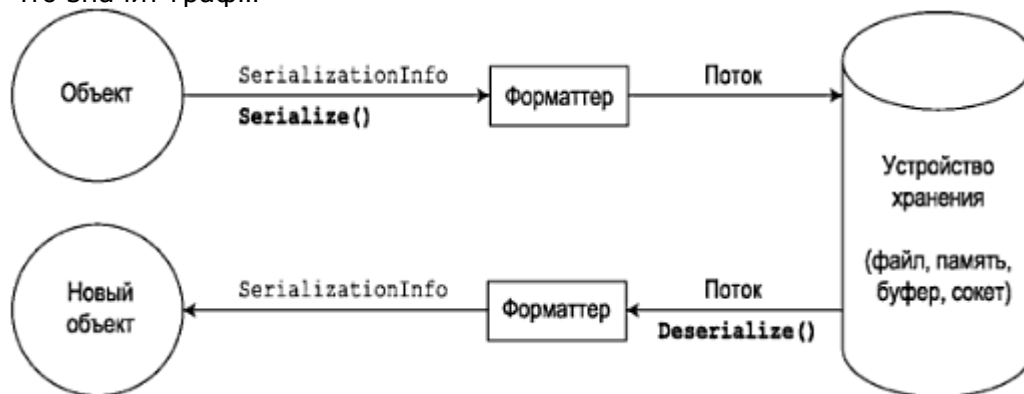 Объект
SerializationInfo
Serialize()
Форматтер
Поток
Устройство
хранения
(файл, память,
буфер, сокет)
Новый
объект
SerializationInfo
Форматтер
Поток
Deserialize()